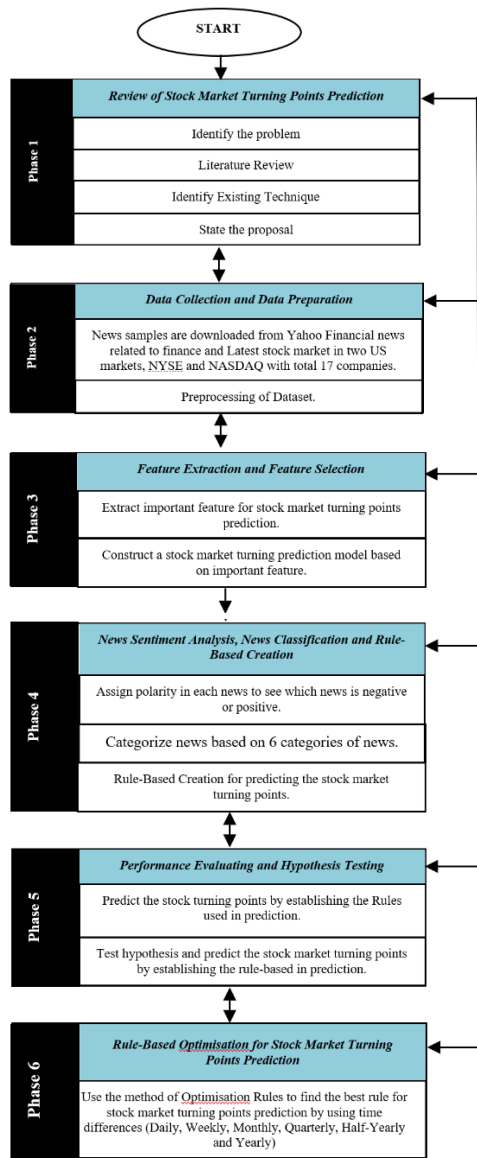 START
Phase 1
Review of Stock Market Turning Points Prediction
Identify the problem
Literature Review
Identify Existing Technique
State the proposal
Phase 2
Data Collection and Data Preparation
News samples are downloaded from Yahoo Financial news
related to finance and Latest stock market in two US
markets, NYSE and NASDAQ with total 17 companies.
Preprocessing of Dataset.
Phase 3
Feature Extraction and Feature Selection
Extract important feature for stock market turning points
prediction.
Construct a stock market turning prediction model based
on important feature.
Phase 4
News Sentiment Analysis, News Classification and Rule-
Based Creation
Assign polarity in each news to see which news is negative
or positive.
Categorize news based on 6 categories of news.
Rule-Based Creation for predicting the stock market
turning points.
Phase 5
Performance Evaluating and Hypothesis Testing
Predict the stock turning points by establishing the Rules
used in prediction.
Test hypothesis and predict the stock market turning points
by establishing the rule-based in prediction.
Phase 6
Rule-Based Optimisation for Stock Market Turning
Points Prediction
Use the method of Optimisation Rules to find the best rule for
stock market turning points prediction by using time
differences (Daily, Weekly, Monthly, Quarterly, Half-Yearly
and Yearly)